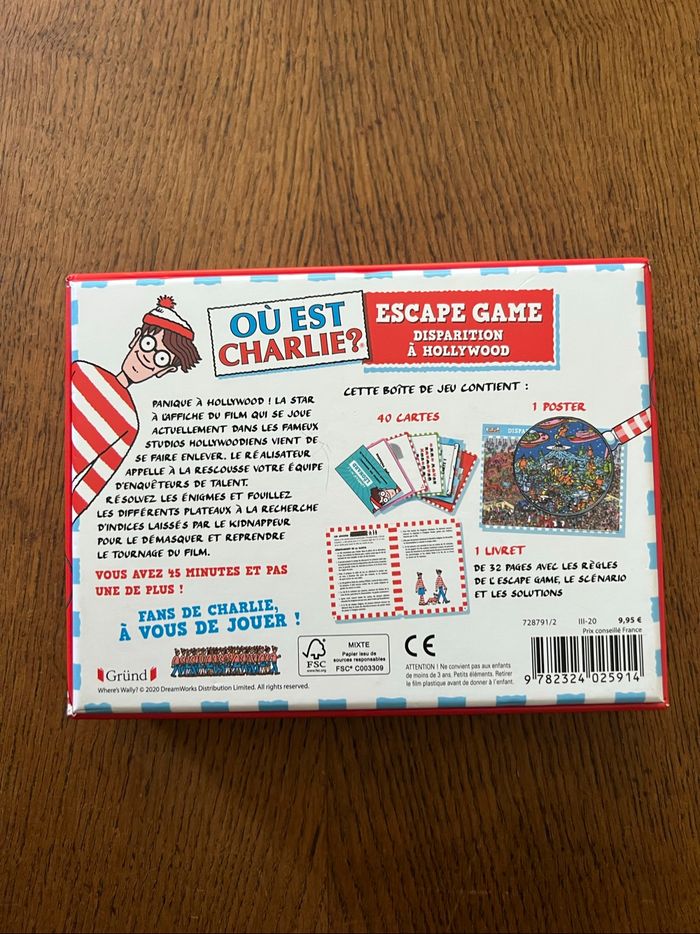 OÙ EST
CHARLIE?®
ESCAPE GAME
DISPARITION
À HOLLYWOOD
PANIQUE À HOLLYWOOD ! LA STAR
À L'AFFICHE DU FILM QUI SE JOUE
ACTUELLEMENT DANS LES FAMEUX
STUDIOS HOLLYWOODIENS VIENT DE
SE FAIRE ENLEVER. LE RÉALISATEUR
APPELLE À LA RESCOUSSE VOTRE ÉQUIPE
D'ENQUÊTEURS DE TALENT.
RÉSOLVEZ LES ÉNIGMES ET FOUILLEZ
LES DIFFÉRENTS PLATEAUX À LA RECHERCHE
D'INDICES LAISSÉS PAR LE KIDNAPPEUR
POUR LE DÉMASQUER ET REPRENDRE
LE TOURNAGE DU FILM.
VOUS AVEZ 45 MINUTES ET PAS
UNE DE PLUS !
FANS DE CHARLIE,
À VOUS DE JOUER !
CETTE BOÎTE DE JEU CONTIENT :
40 CARTES
1 POSTER
1 LIVRET
DE 32 PAGES AVEC LES RÈGLES
DE L'ESCAPE GAME, LE SCÉNARIO
ET LES SOLUTIONS
728791/2 III-20 9,95 €
Prix conseillé France
Gründ
FSC
www.fsc.org
MIXTE
Papier issu de
sources responsables
FSC® C003309
CE
ATTENTION ! Ne convient pas aux enfants
de moins de 3 ans. Petits éléments. Retirer
le film plastique avant de donner à l'enfant.
9 782324 025914
Where's Wally? © 2020 DreamWorks Distribution Limited. All rights reserved.